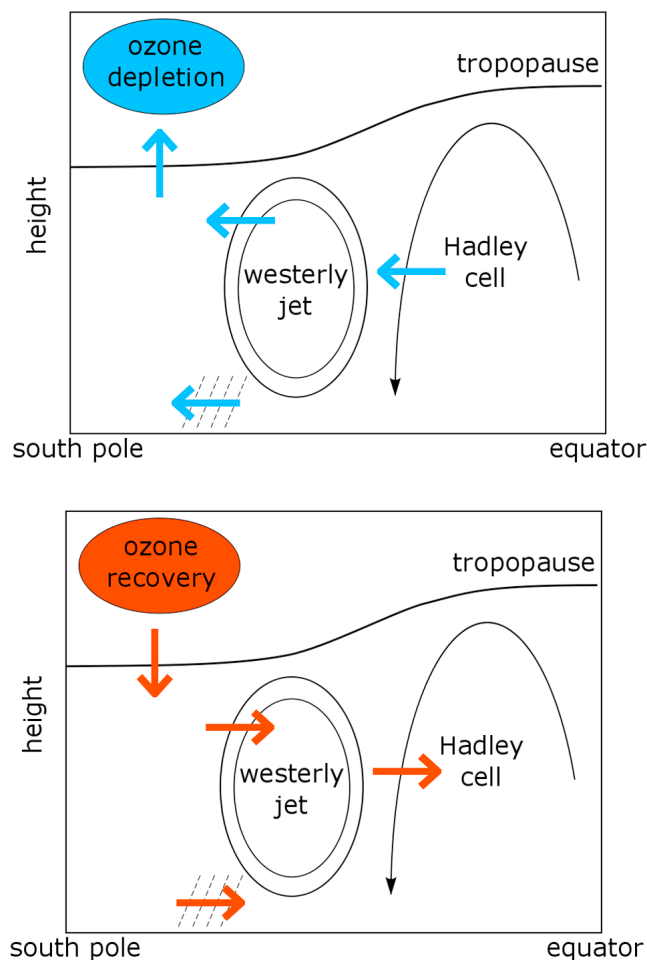 ozone
depletion
tropopause
height
Hadley
cell
westerly
jet
south pole
equator
ozone
recovery
tropopause
height
Hadley
cell
westerly
jet
south pole
equator